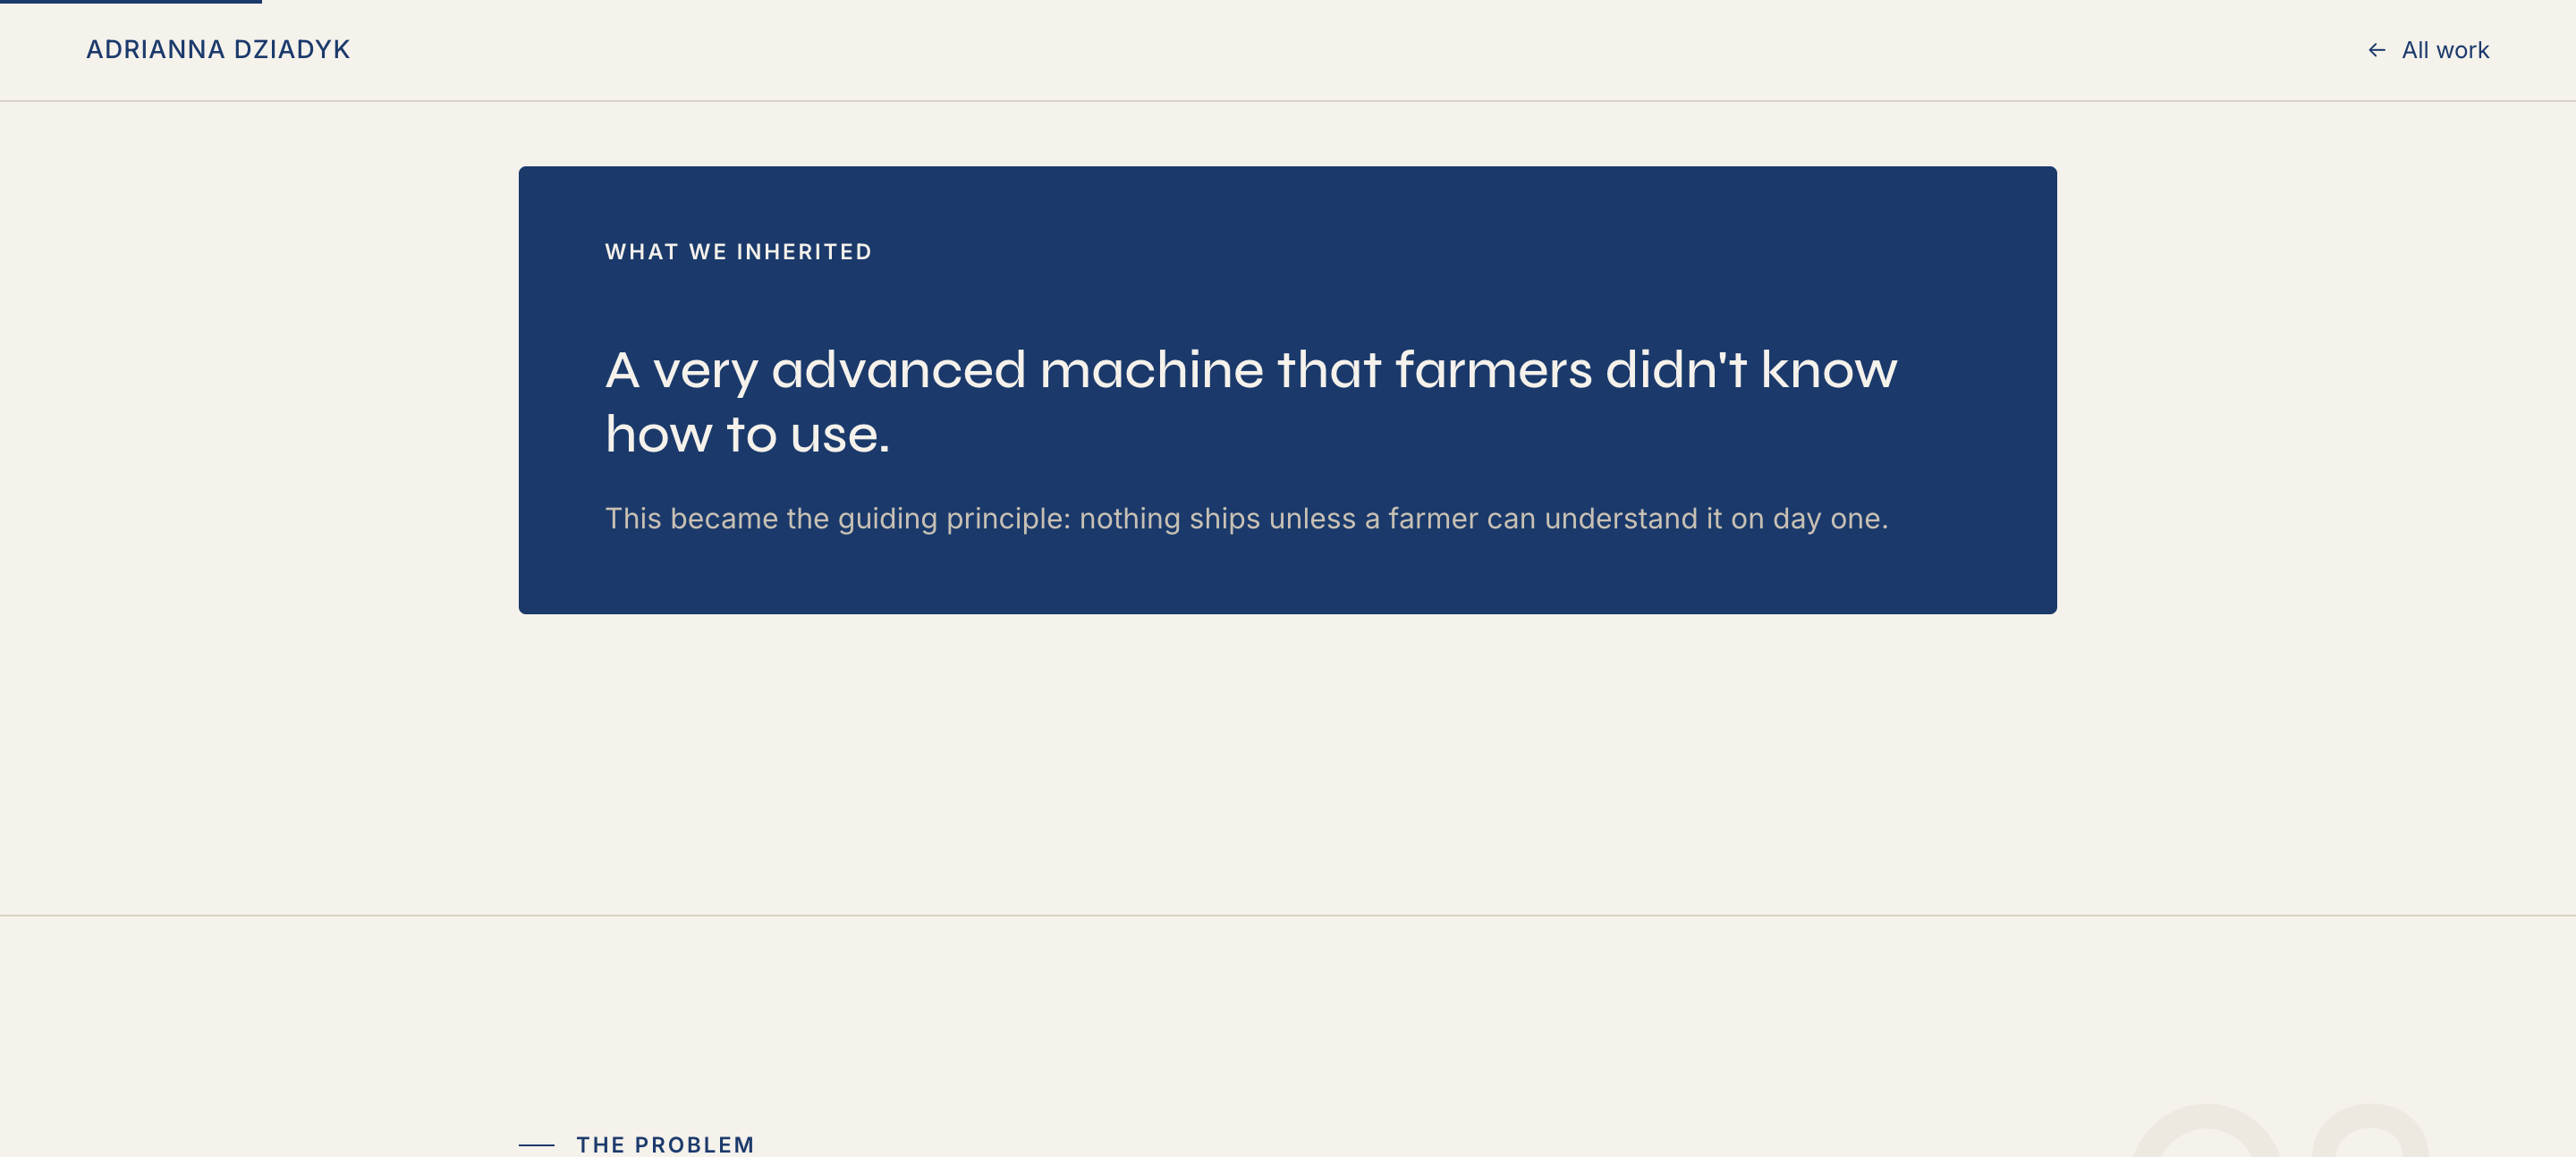 ADRIANNA DZIADYK
← All work
WHAT WE INHERITED
A very advanced machine that farmers didn't know
how to use.
This became the guiding principle: nothing ships unless a farmer can understand it on day one.
THE PROBLEM